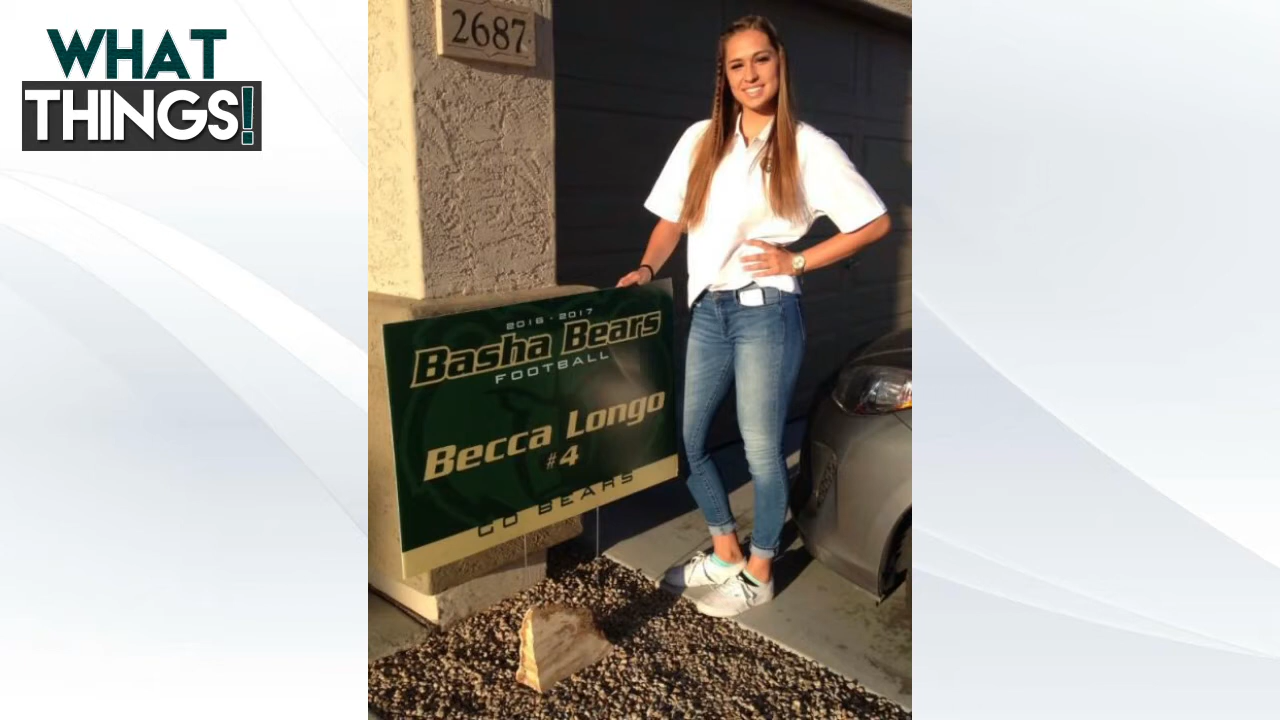 WHAT
THINGS!
2687
2016 - 2017
Basha Bears
FOOTBALL
Becca Longo
#4
GO BEARS